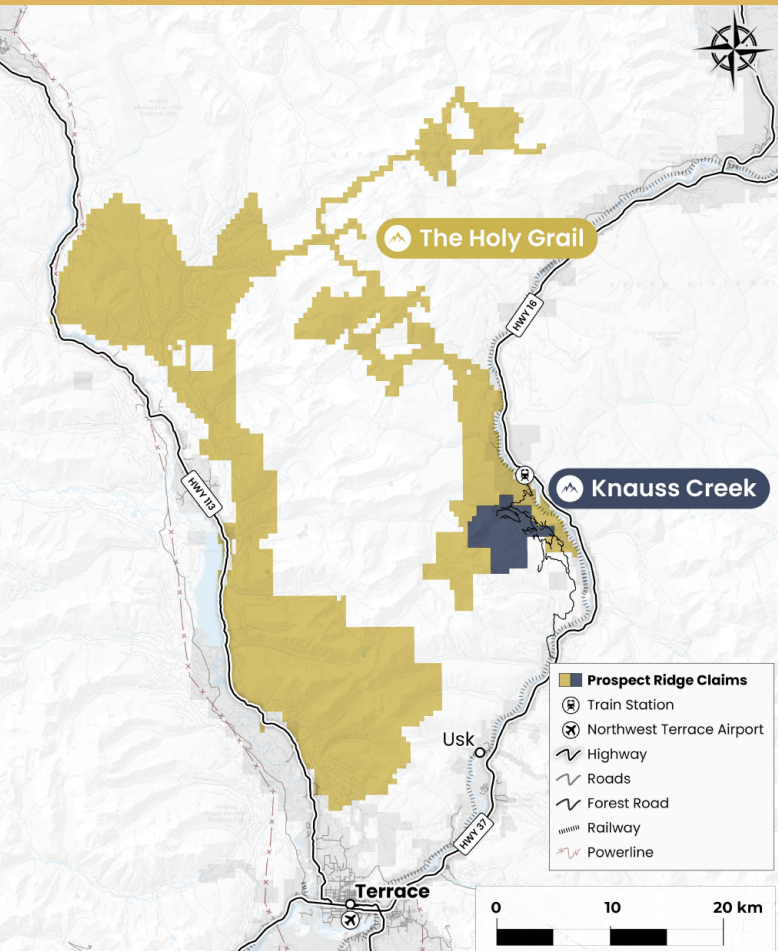 The Holy Grail
HWY 16
HWY 113
Knauss Creek
Prospect Ridge Claims
Train Station
Northwest Terrace Airport
Highway
Roads
Forest Road
Railway
Powerline
Usk
HWY 37
Terrace
0 10 20 km